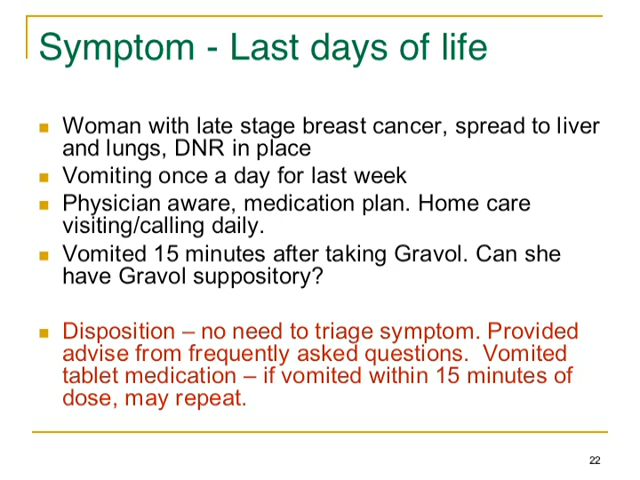 Symptom - Last days of life
Woman with late stage breast cancer, spread to liver
and lungs, DNR in place
Vomiting once a day for last week
Physician aware, medication plan. Home care
visiting/calling daily.
Vomited 15 minutes after taking Gravol. Can she
have Gravol suppository?
Disposition – no need to triage symptom. Provided
advise from frequently asked questions.  Vomited
tablet medication – if vomited within 15 minutes of
dose, may repeat.
22